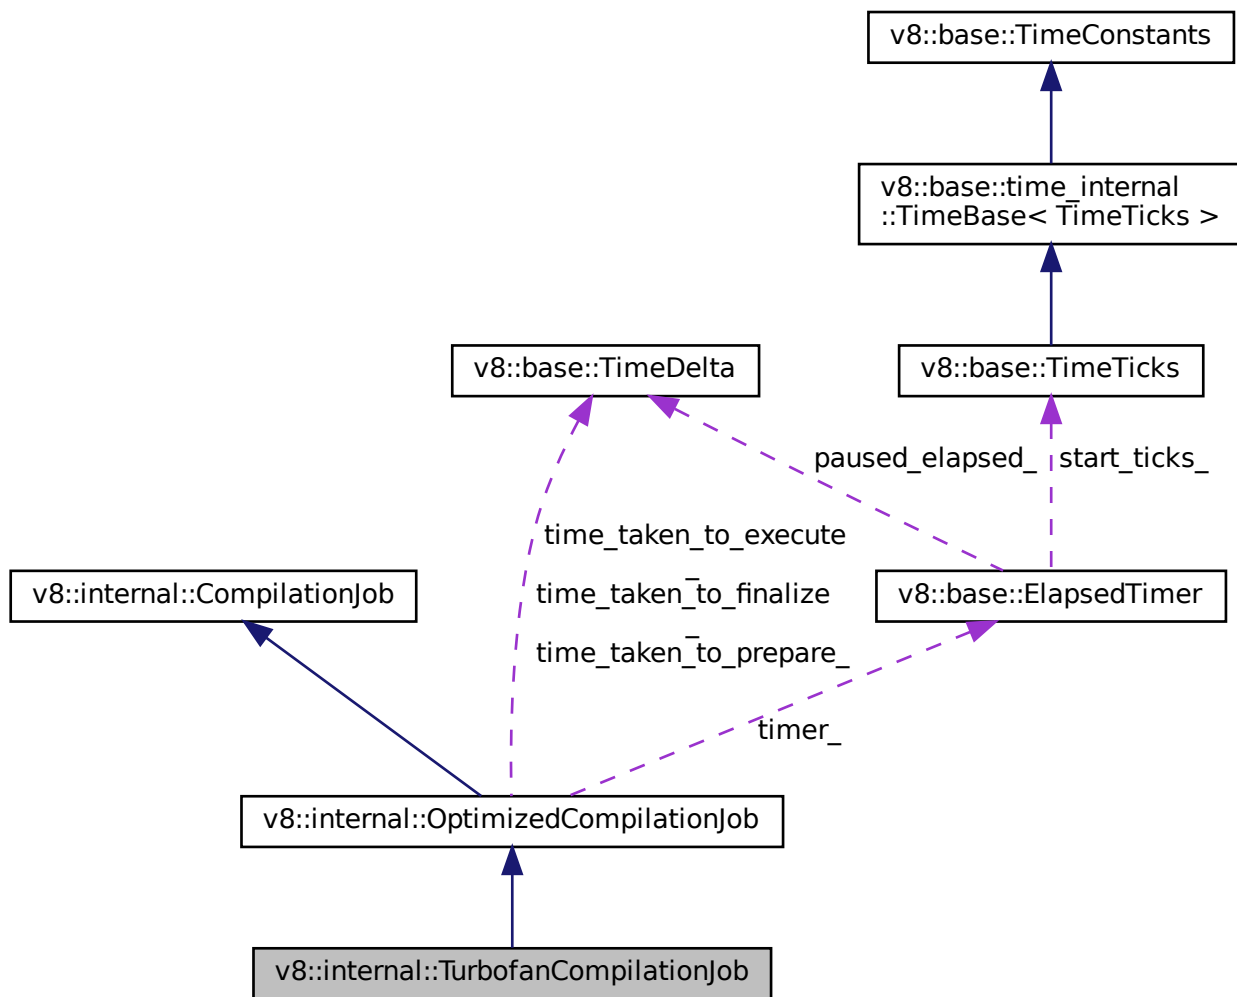 v8::base::TimeConstants
v8::base::time_internal
::TimeBase< TimeTicks >
v8::base::TimeDelta
v8::base::TimeTicks
paused_elapsed_
start_ticks_
time_taken_to_execute
_
time_taken_to_finalize
_
time_taken_to_prepare_
v8::internal::CompilationJob
v8::base::ElapsedTimer
timer_
v8::internal::OptimizedCompilationJob
v8::internal::TurbofanCompilationJob